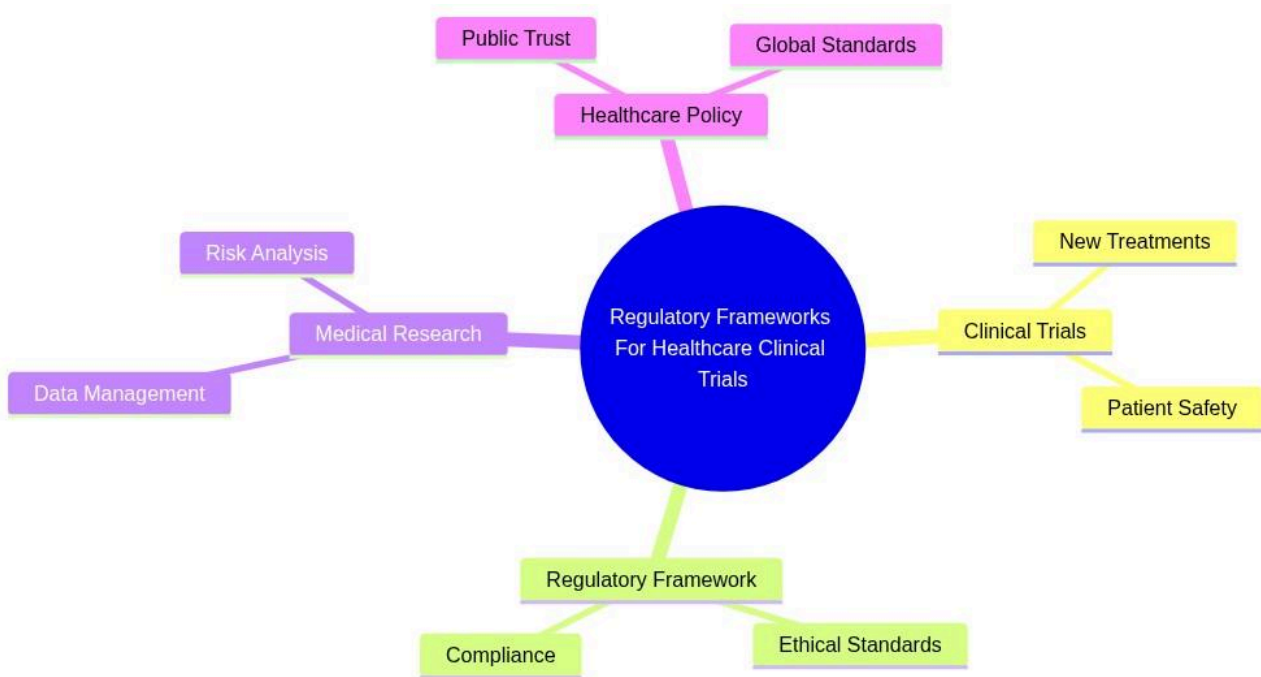 Public Trust
Global Standards
Healthcare Policy
Risk Analysis
Medical Research
Data Management
Regulatory Frameworks
For Healthcare Clinical
Trials
New Treatments
Clinical Trials
Patient Safety
Regulatory Framework
Compliance
Ethical Standards